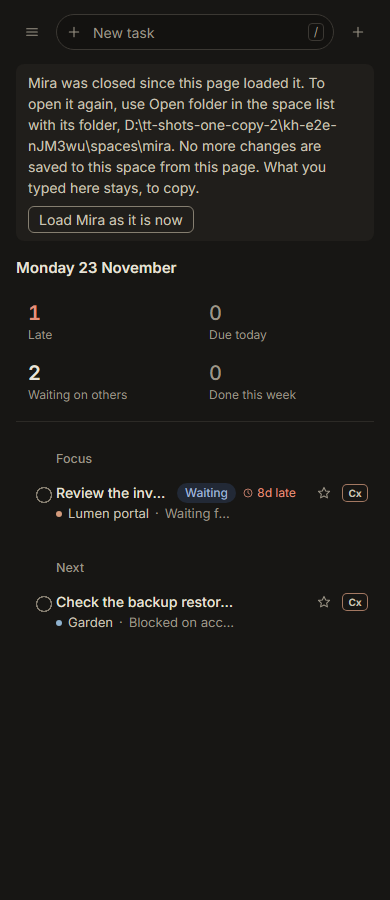 New task /
Mira was closed since this page loaded it. To
open it again, use Open folder in the space list
with its folder, D:\tt-shots-one-copy-2\kh-e2e-
nJM3wu\spaces\mira. No more changes are
saved to this space from this page. What you
typed here stays, to copy.
Load Mira as it is now
Monday 23 November
1 0
Late Due today
2 0
Waiting on others Done this week
Focus
Review the inv... Waiting 8d late Cx
Lumen portal · Waiting f...
Next
Check the backup restor... Cx
Garden · Blocked on acc...